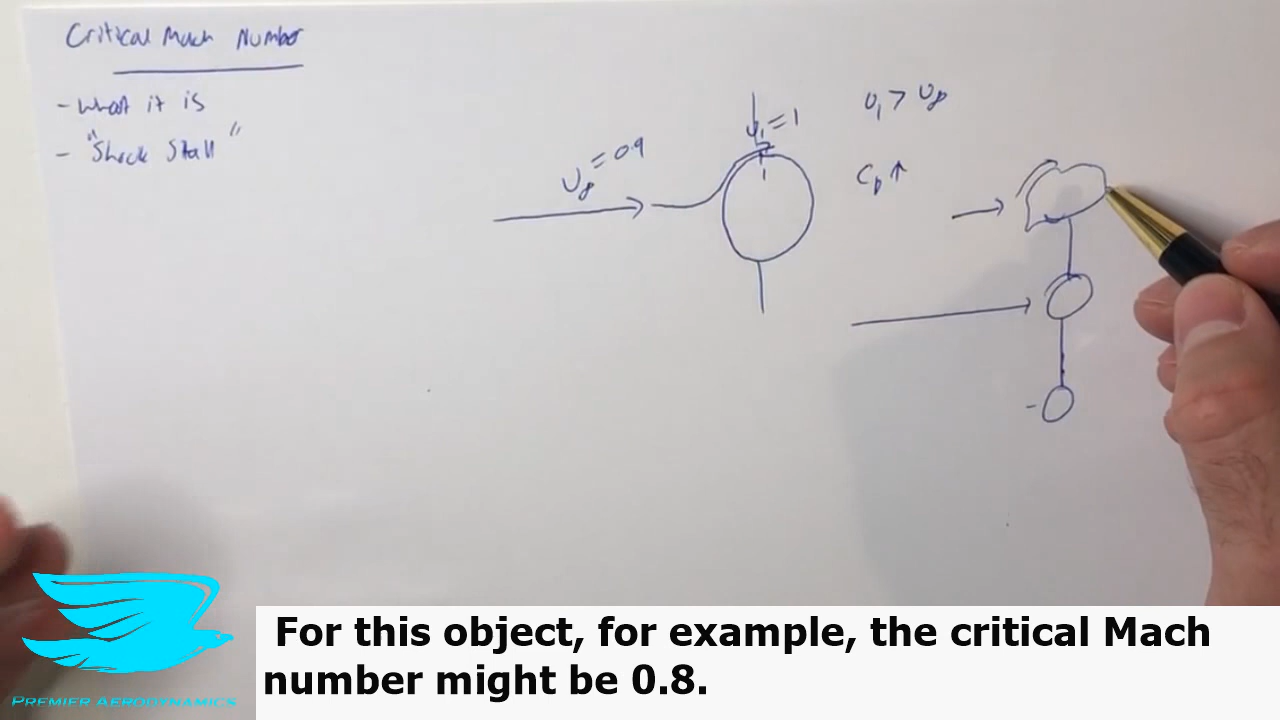 Critical Mach Number
- What it is
- "Shock Stall"
U∞ = 0.9
U₁ = 1
U₁ > U∞
Cp ↑
For this object, for example, the critical Mach
number might be 0.8.
PREMIER AERODYNAMICS